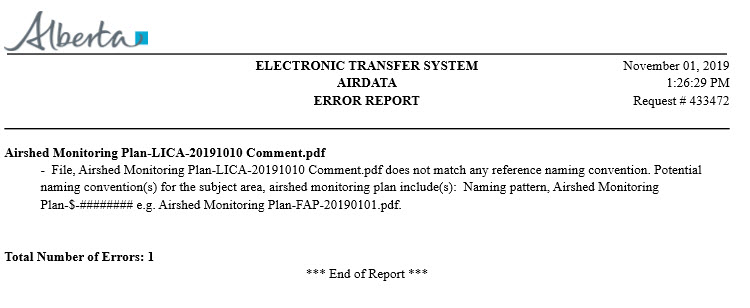 Alberta
ELECTRONIC TRANSFER SYSTEM November 01, 2019
AIRDATA 1:26:29 PM
ERROR REPORT Request # 433472
Airshed Monitoring Plan-LICA-20191010 Comment.pdf
- File, Airshed Monitoring Plan-LICA-20191010 Comment.pdf does not match any reference naming convention. Potential
naming convention(s) for the subject area, airshed monitoring plan include(s): Naming pattern, Airshed Monitoring
Plan-$-######## e.g. Airshed Monitoring Plan-FAP-20190101.pdf.
Total Number of Errors: 1
*** End of Report ***